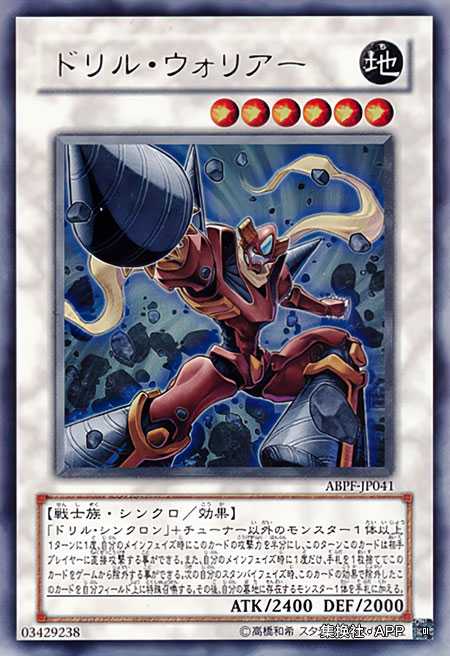 ドリル・ウォリアー
地
ABPF-JP041
【戦士族・シンクロ／効果】
「ドリル・シンクロン」＋チューナー以外のモンスター１体以上
１ターンに１度、自分のメインフェイズ時にこのカードの攻撃力を半分にし、このターンこのカードは相手
プレイヤーに直接攻撃する事ができる。また、自分のメインフェイズ時に１度だけ、手札を１枚捨ててこの
カードをゲームから除外する事ができる。次の自分のスタンバイフェイズ時、このカードの効果で除外したこ
のカードを自分フィールド上に特殊召喚する。その後、自分の墓地に存在するモンスター１体を手札に加える。
ATK/2400 DEF/2000
03429238 ©高橋和希 スタジオ 集英社・APP